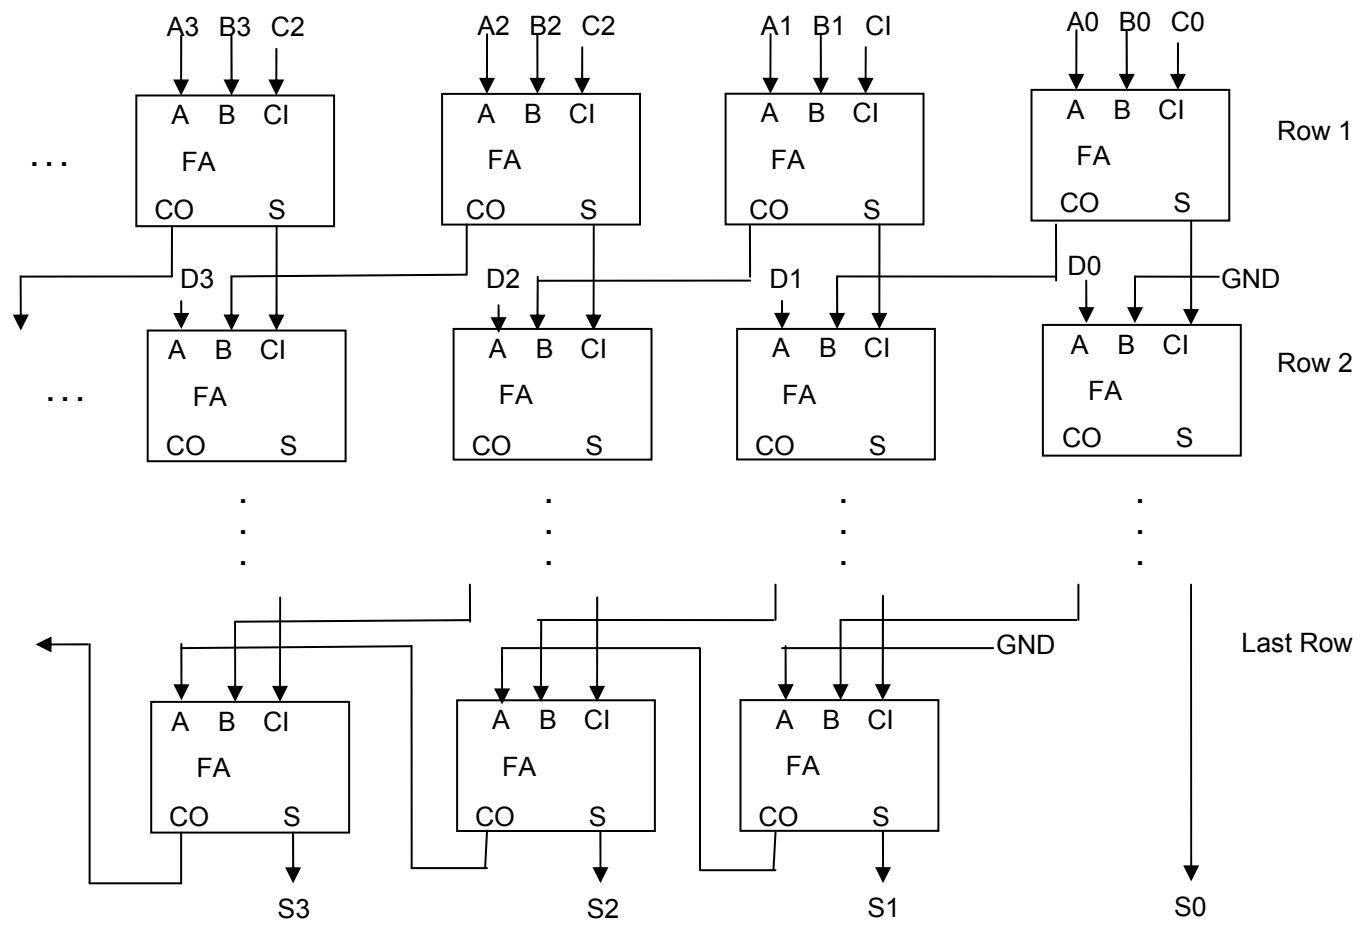 A3 B3 C2 A2 B2 C2 A1 B1 CI A0 B0 C0
A B CI A B CI A B CI A B CI
Row 1
. . . FA FA FA FA
CO S CO S CO S CO S
D3 D2 D1 D0 GND
A B CI A B CI A B CI A B CI
Row 2
. . . FA FA FA FA
CO S CO S CO S CO S
. . . .
. . . .
. . . .
GND Last Row
A B CI A B CI A B CI
FA FA FA
CO S CO S CO S
S3 S2 S1 S0